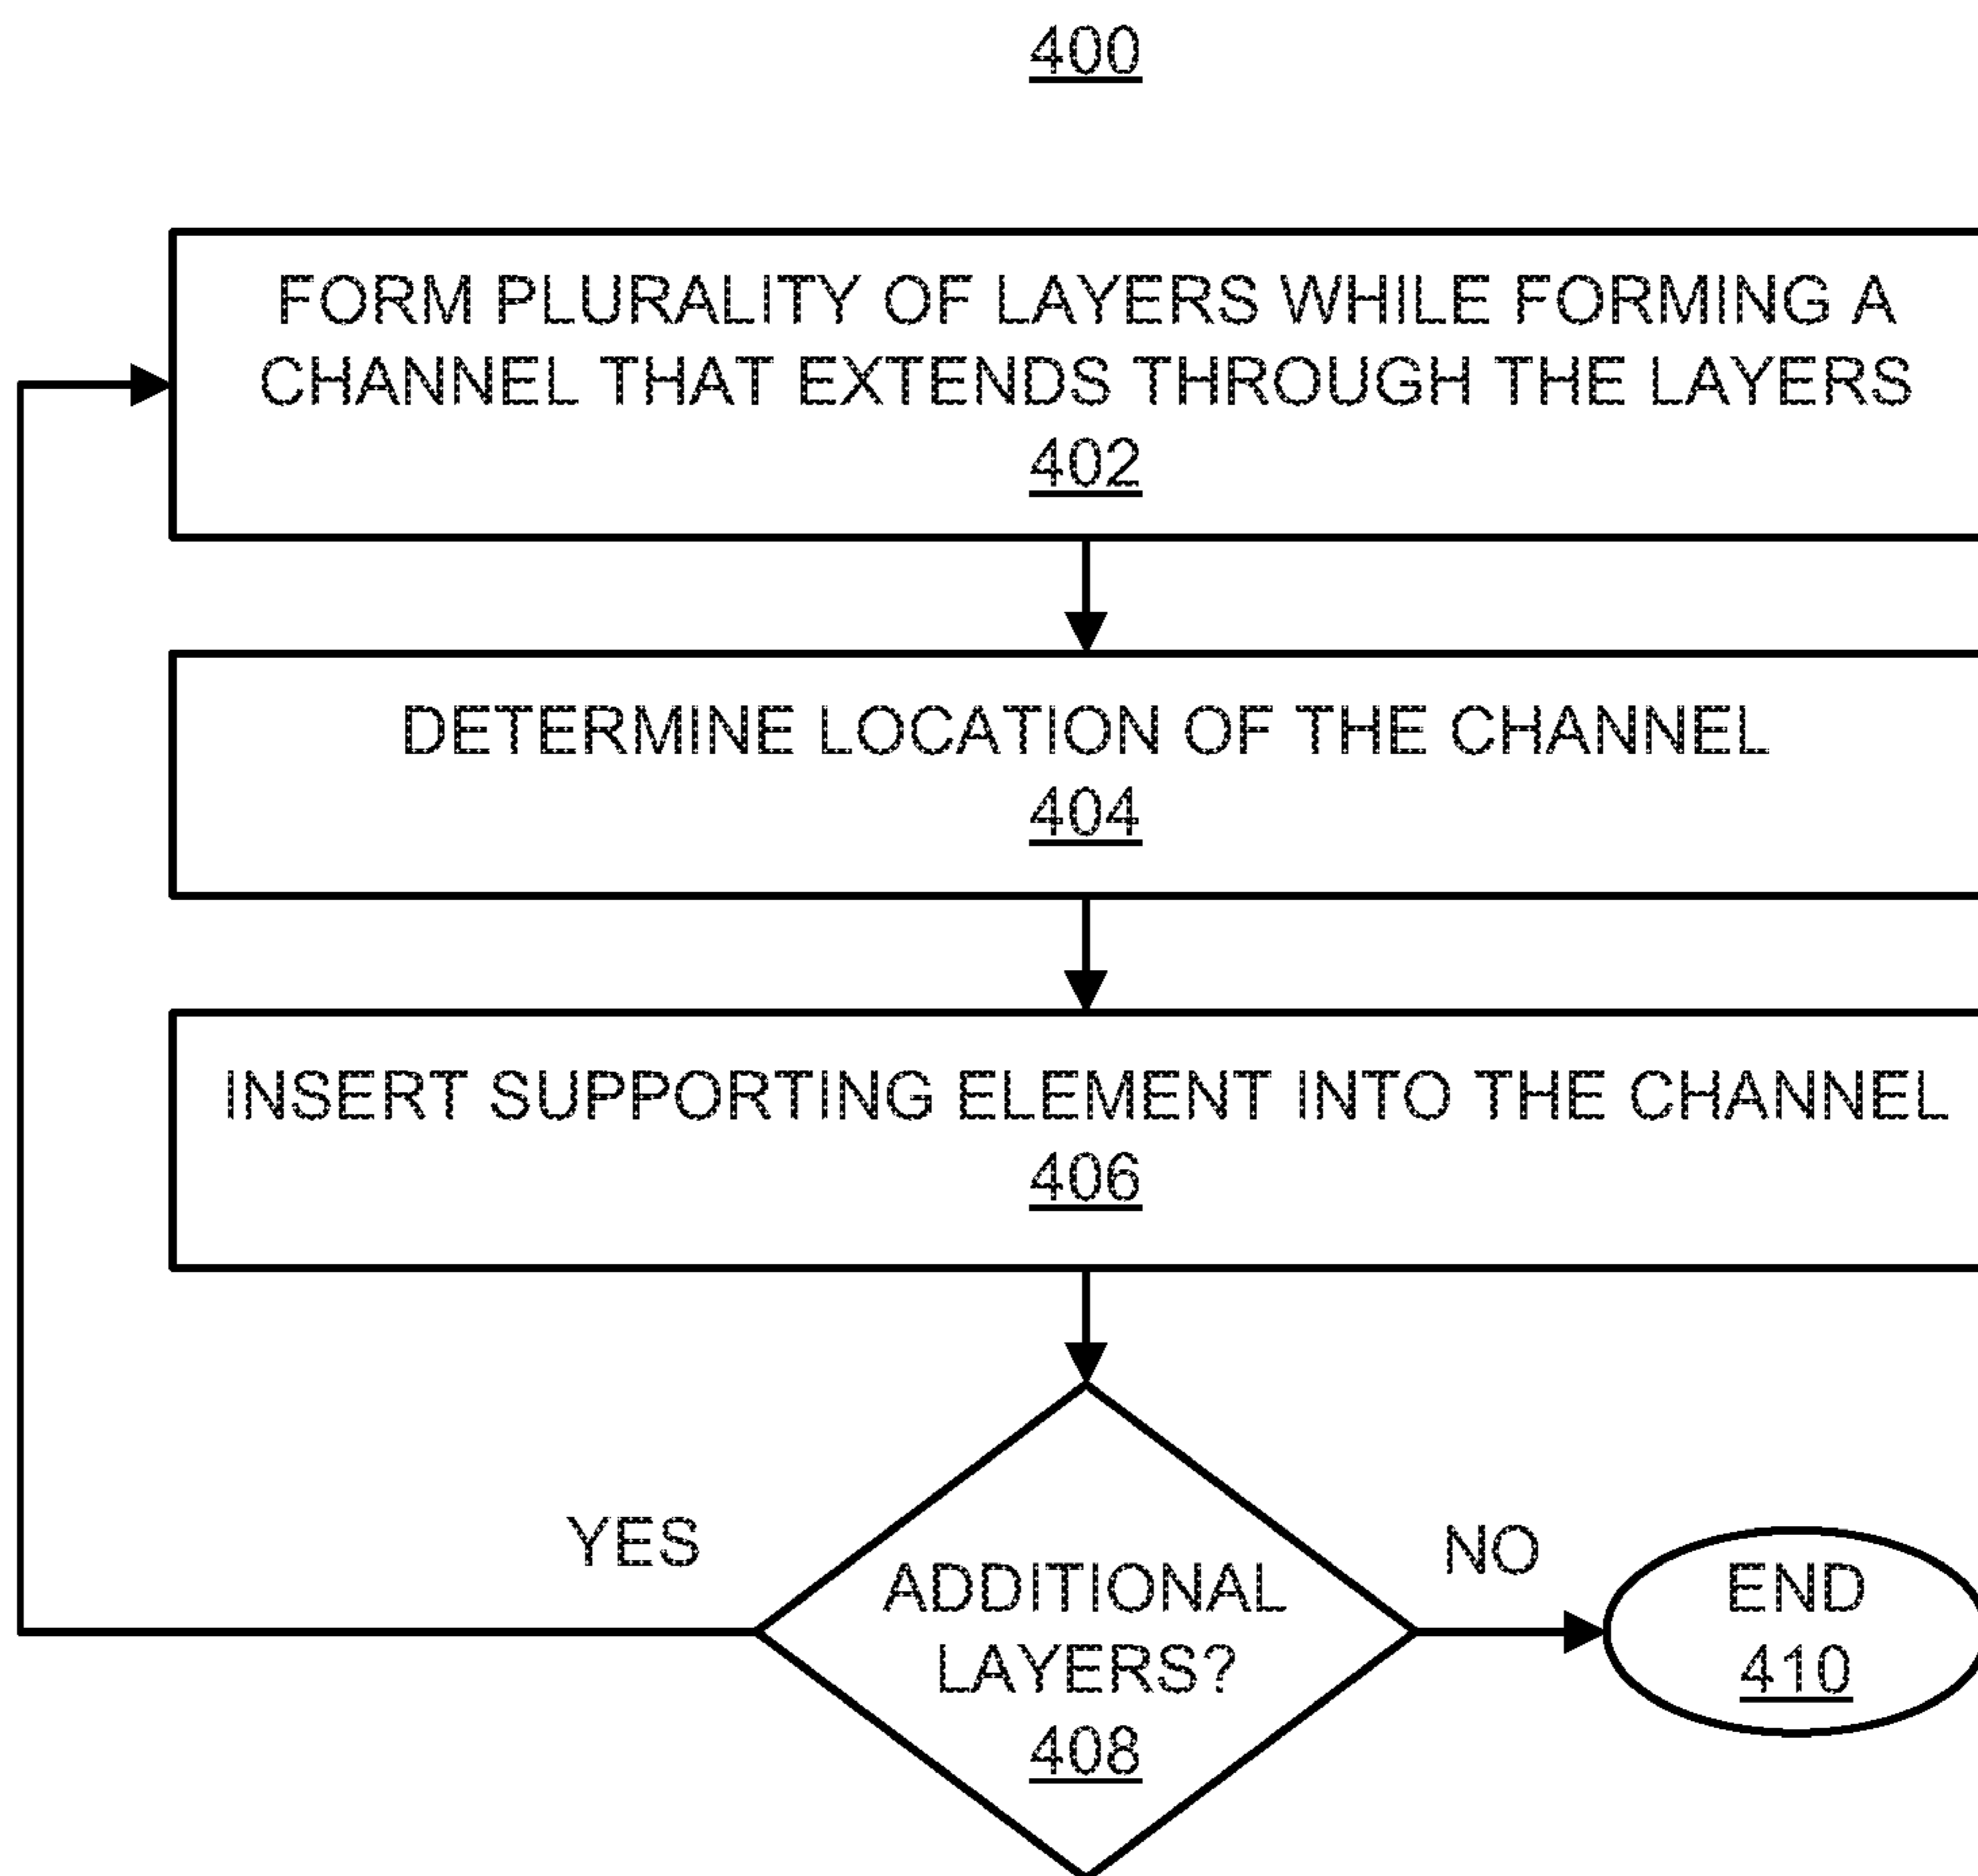 400
FORM PLURALITY OF LAYERS WHILE FORMING A
CHANNEL THAT EXTENDS THROUGH THE LAYERS
402
DETERMINE LOCATION OF THE CHANNEL
404
INSERT SUPPORTING ELEMENT INTO THE CHANNEL
406
YES
ADDITIONAL
LAYERS?
408
NO
END
410